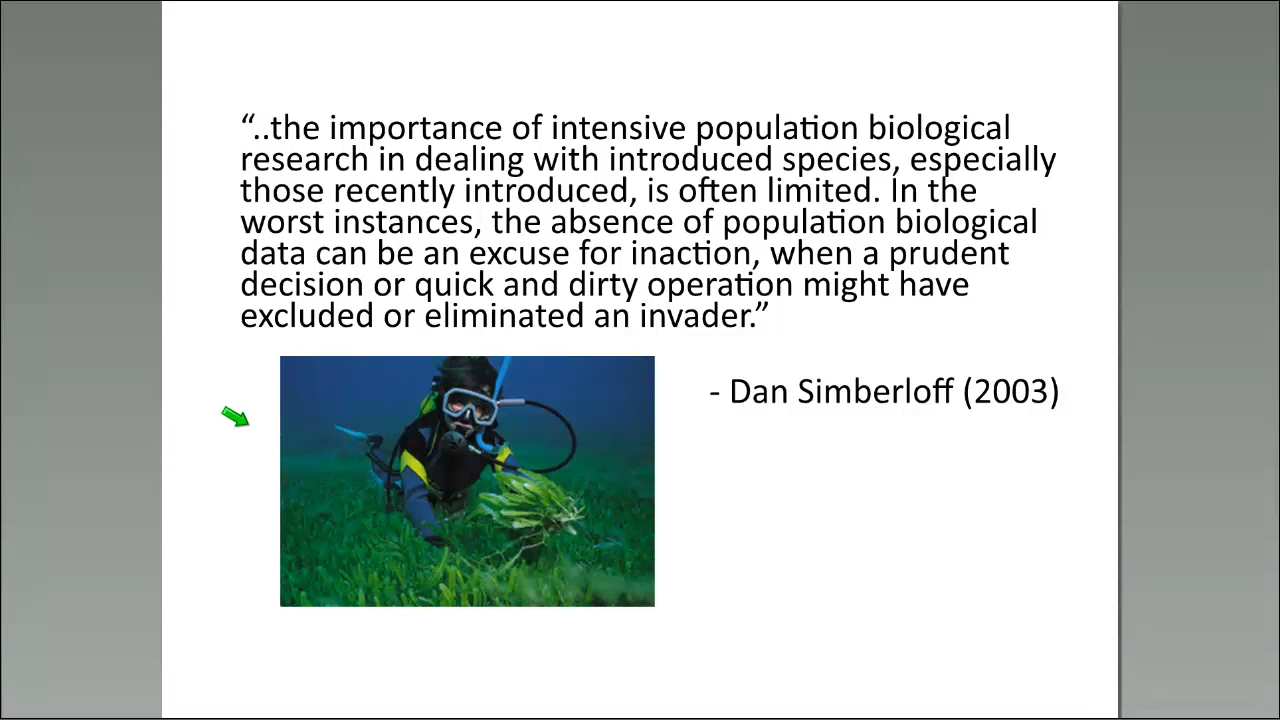 “..the importance of intensive population biological
research in dealing with introduced species, especially
those recently introduced, is often limited. In the
worst instances, the absence of population biological
data can be an excuse for inaction, when a prudent
decision or quick and dirty operation might have
excluded or eliminated an invader.”
- Dan Simberloff (2003)